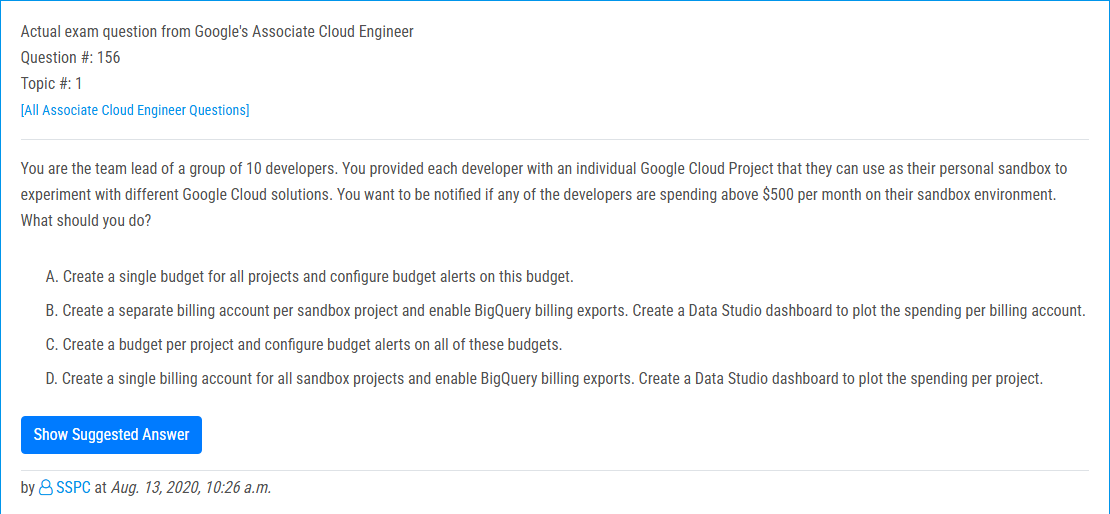 Actual exam question from Google's Associate Cloud Engineer
Question #: 156
Topic #: 1
[All Associate Cloud Engineer Questions]
You are the team lead of a group of 10 developers. You provided each developer with an individual Google Cloud Project that they can use as their personal sandbox to
experiment with different Google Cloud solutions. You want to be notified if any of the developers are spending above $500 per month on their sandbox environment.
What should you do?
A. Create a single budget for all projects and configure budget alerts on this budget.
B. Create a separate billing account per sandbox project and enable BigQuery billing exports. Create a Data Studio dashboard to plot the spending per billing account.
C. Create a budget per project and configure budget alerts on all of these budgets.
D. Create a single billing account for all sandbox projects and enable BigQuery billing exports. Create a Data Studio dashboard to plot the spending per project.
Show Suggested Answer
by SSPC at Aug. 13, 2020, 10:26 a.m.